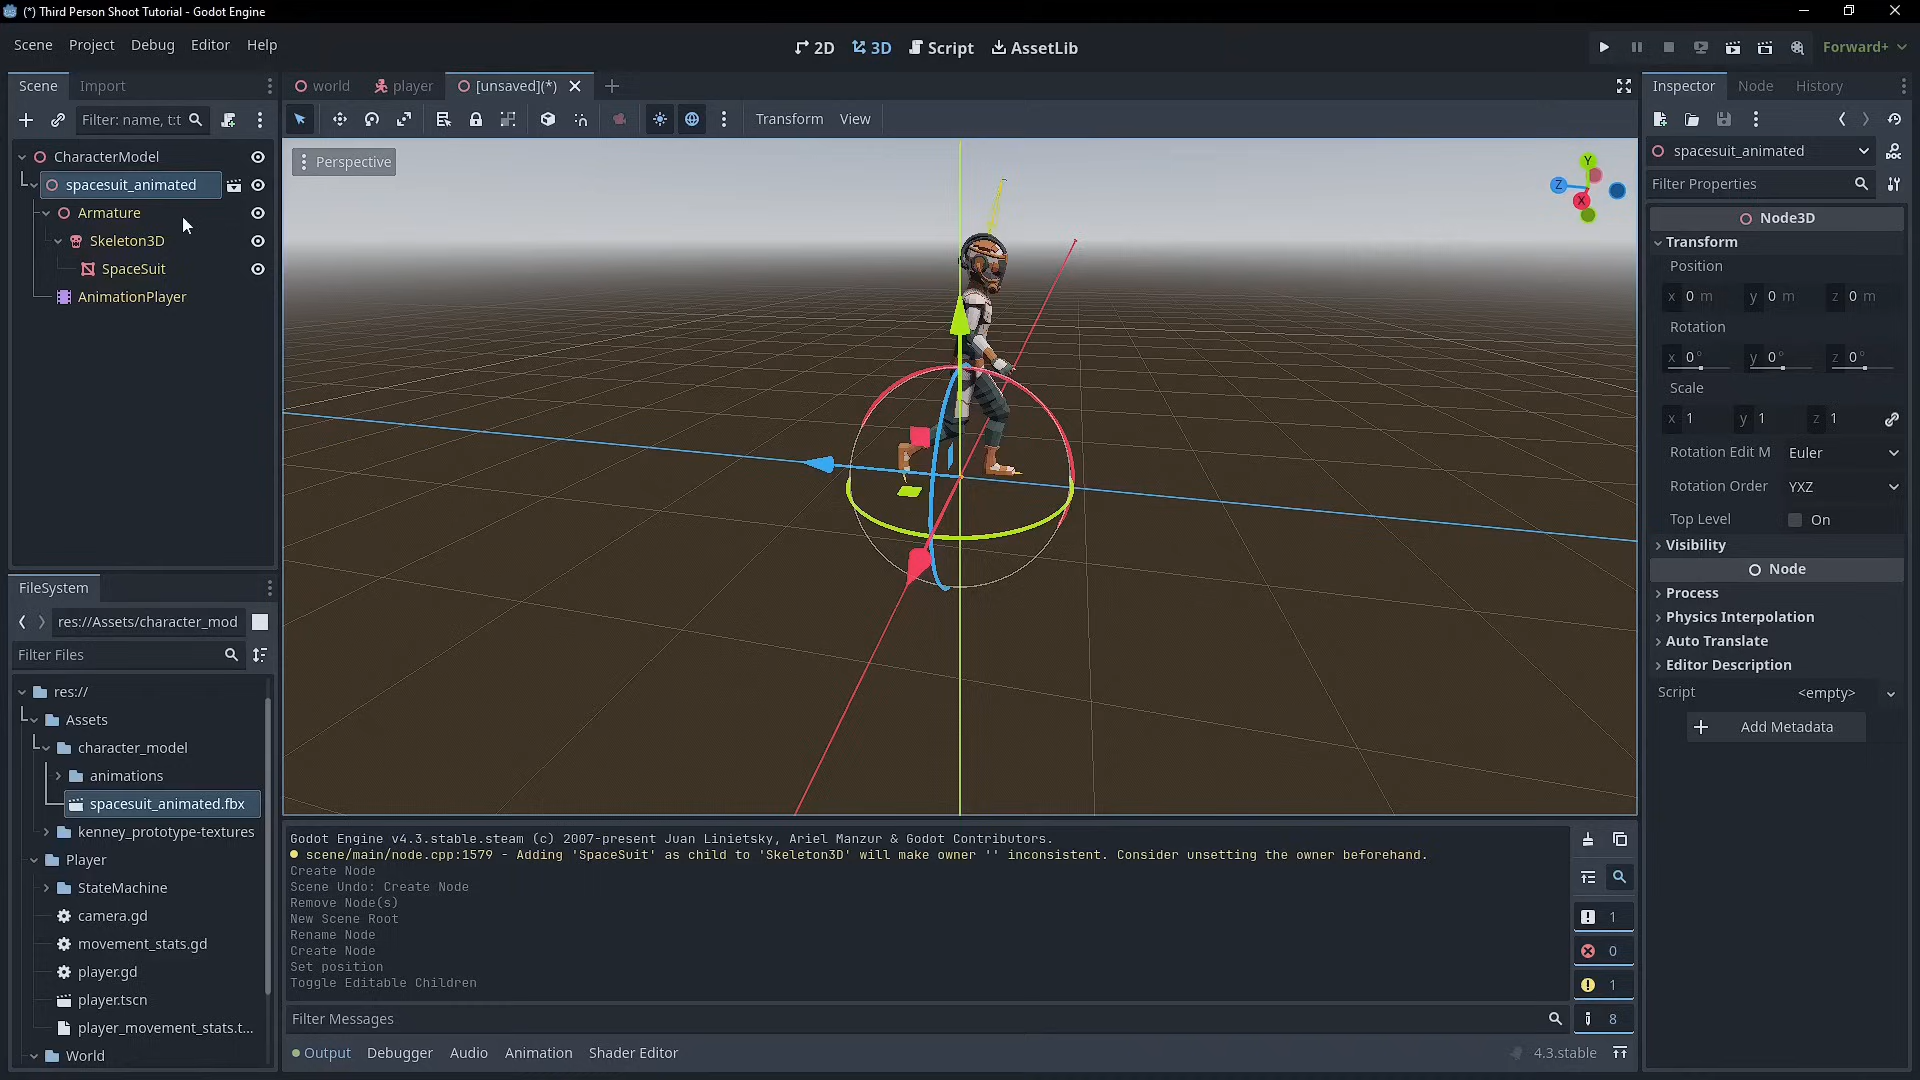 (*) Third Person Shoot Tutorial - Godot Engine
Scene Project Debug Editor Help
2D 3D Script AssetLib
Forward+
Scene Import
world player [unsaved](*)
Inspector Node History
Filter: name, t:t
Transform View
CharacterModel
spacesuit_animated
Armature
Skeleton3D
SpaceSuit
AnimationPlayer
Perspective
Y
Z
X
spacesuit_animated
Filter Properties
Node3D
Transform
Position
x 0 m y 0 m z 0 m
Rotation
x 0° y 0° z 0°
Scale
x 1 y 1 z 1
Rotation Edit M Euler
Rotation Order YXZ
Top Level On
Visibility
Node
Process
Physics Interpolation
Auto Translate
Editor Description
Script <empty>
Add Metadata
FileSystem
res://Assets/character_mod
Filter Files
res://
Assets
character_model
animations
spacesuit_animated.fbx
kenney_prototype-textures
Player
StateMachine
camera.gd
movement_stats.gd
player.gd
player.tscn
player_movement_stats.t...
World
Godot Engine v4.3.stable.steam (c) 2007-present Juan Linietsky, Ariel Manzur & Godot Contributors.
scene/main/node.cpp:1579 - Adding 'SpaceSuit' as child to 'Skeleton3D' will make owner '' inconsistent. Consider unsetting the owner beforehand.
Create Node
Scene Undo: Create Node
Remove Node(s)
New Scene Root
Rename Node
Create Node
Set position
Toggle Editable Children
1
0
1
8
Filter Messages
Output Debugger Audio Animation Shader Editor
4.3.stable